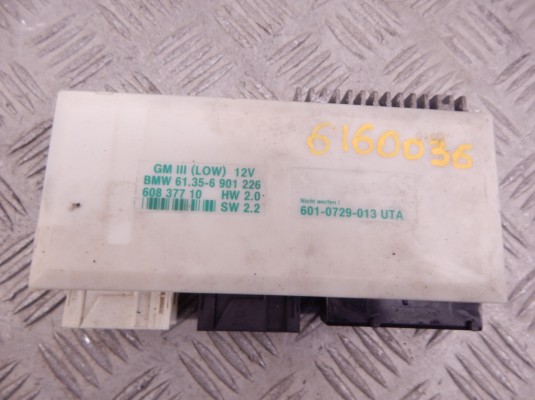 6160036
GM III (LOW) 12V
BMW 61.35-6 901 226
608 377 10 HW 2.0
SW 2.2
Nicht werfen !
601-0729-013 UTA